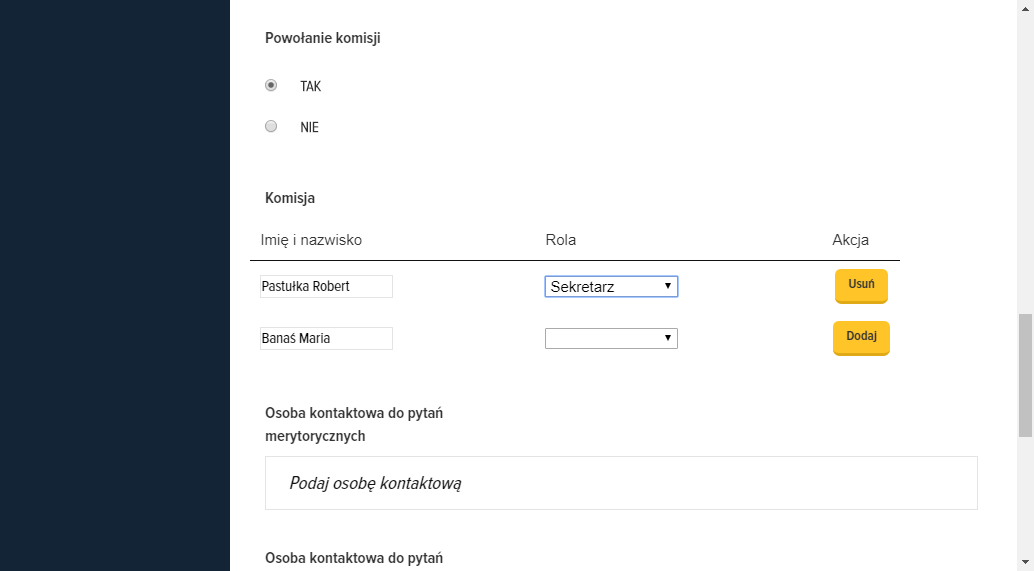 Powołanie komisji
TAK
NIE
Komisja
Imię i nazwisko Rola Akcja
Pastułka Robert Sekretarz Usuń
Banaś Maria Dodaj
Osoba kontaktowa do pytań
merytorycznych
Podaj osobę kontaktową
Osoba kontaktowa do pytań